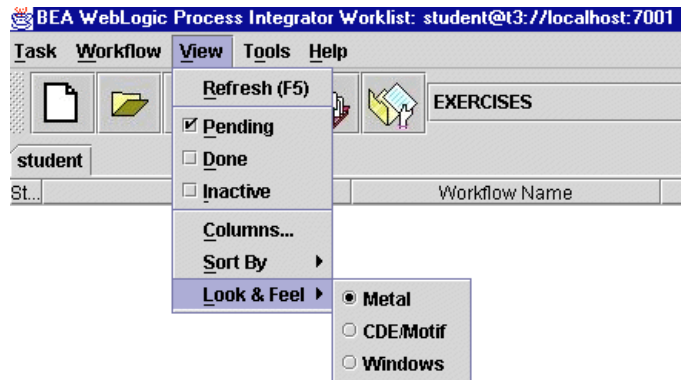 BEA WebLogic Process Integrator Worklist: student@t3://localhost:7001
Task Workflow View Tools Help
Refresh (F5)
EXERCISES
Pending
student
Done
St...
Inactive
Workflow Name
Columns...
Sort By
Look & Feel
Metal
CDE/Motif
Windows